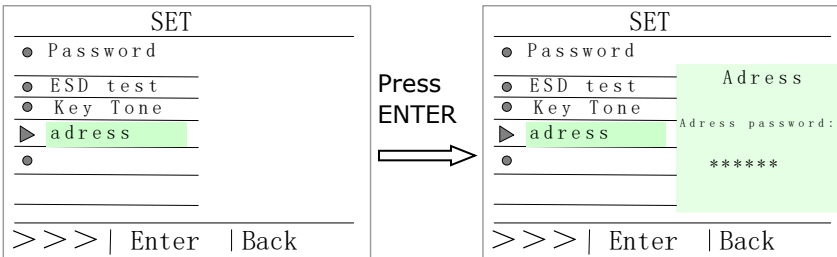 SET
Password
ESD test
Key Tone
adress
>>>| Enter |Back
Press
ENTER
SET
Password
ESD test
Key Tone
adress
Adress
Adress password:
******
>>>| Enter |Back